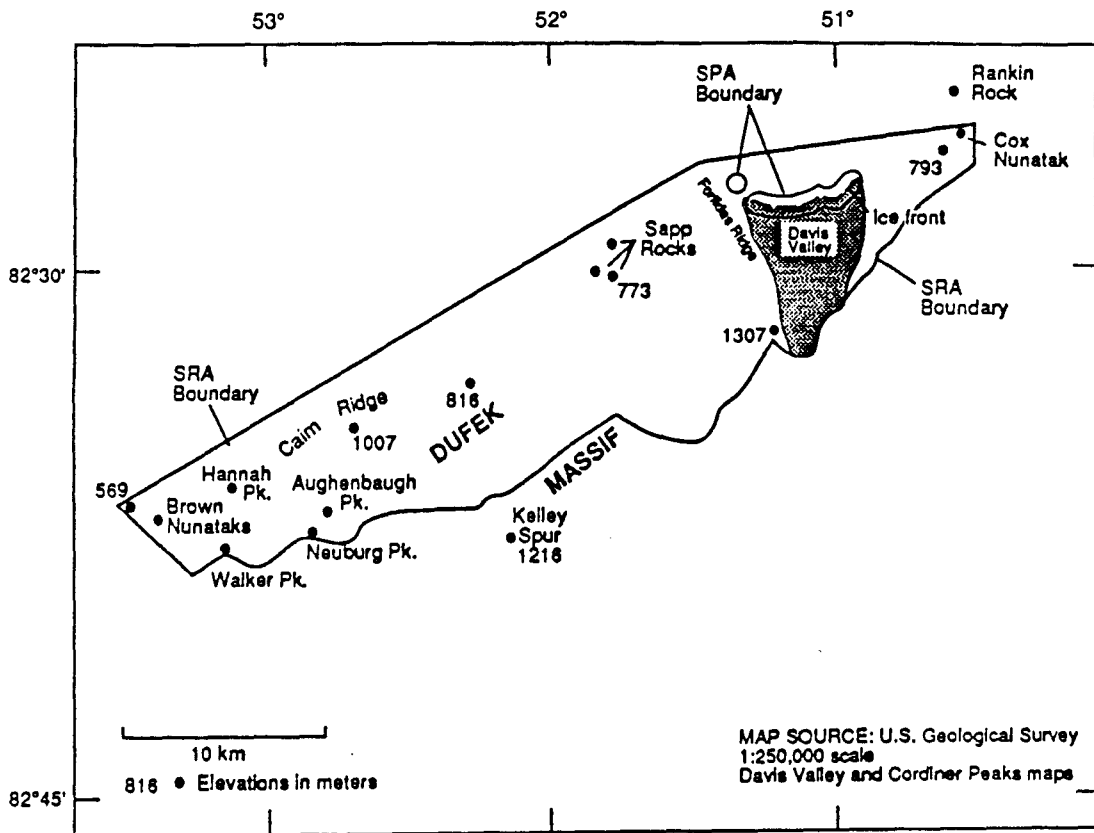 53°
52°
51°
SPA
Boundary
Rankin
Rock
Cox
Nunatak
793
Forlidas Ridge
Ice front
Davis
Valley
Sapp
Rocks
82°30'
773
SRA
Boundary
1307
SRA
Boundary
816
Cairn Ridge
1007
DUFEK
MASSIF
Hannah
Pk.
Aughenbaugh
Pk.
569
Brown
Nunataks
Kelley
Spur
1216
Neuburg Pk.
Walker Pk.
10 km
816 • Elevations in meters
82°45'
MAP SOURCE: U.S. Geological Survey
1:250,000 scale
Davis Valley and Cordiner Peaks maps